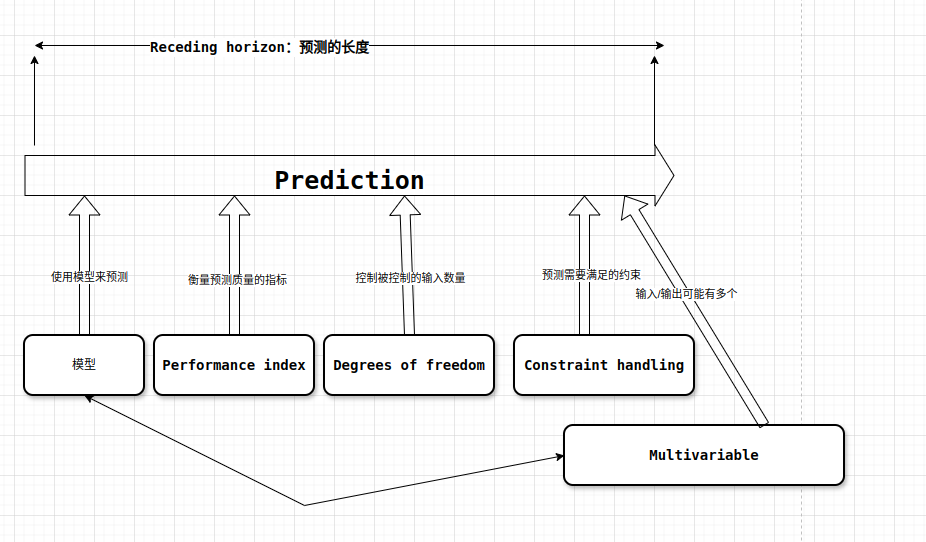 Receding horizon: 预测的长度
Prediction
使用模型来预测
衡量预测质量的指标
控制被控制的输入数量
预测需要满足的约束
输入/输出可能有多个
模型
Performance index
Degrees of freedom
Constraint handling
Multivariable